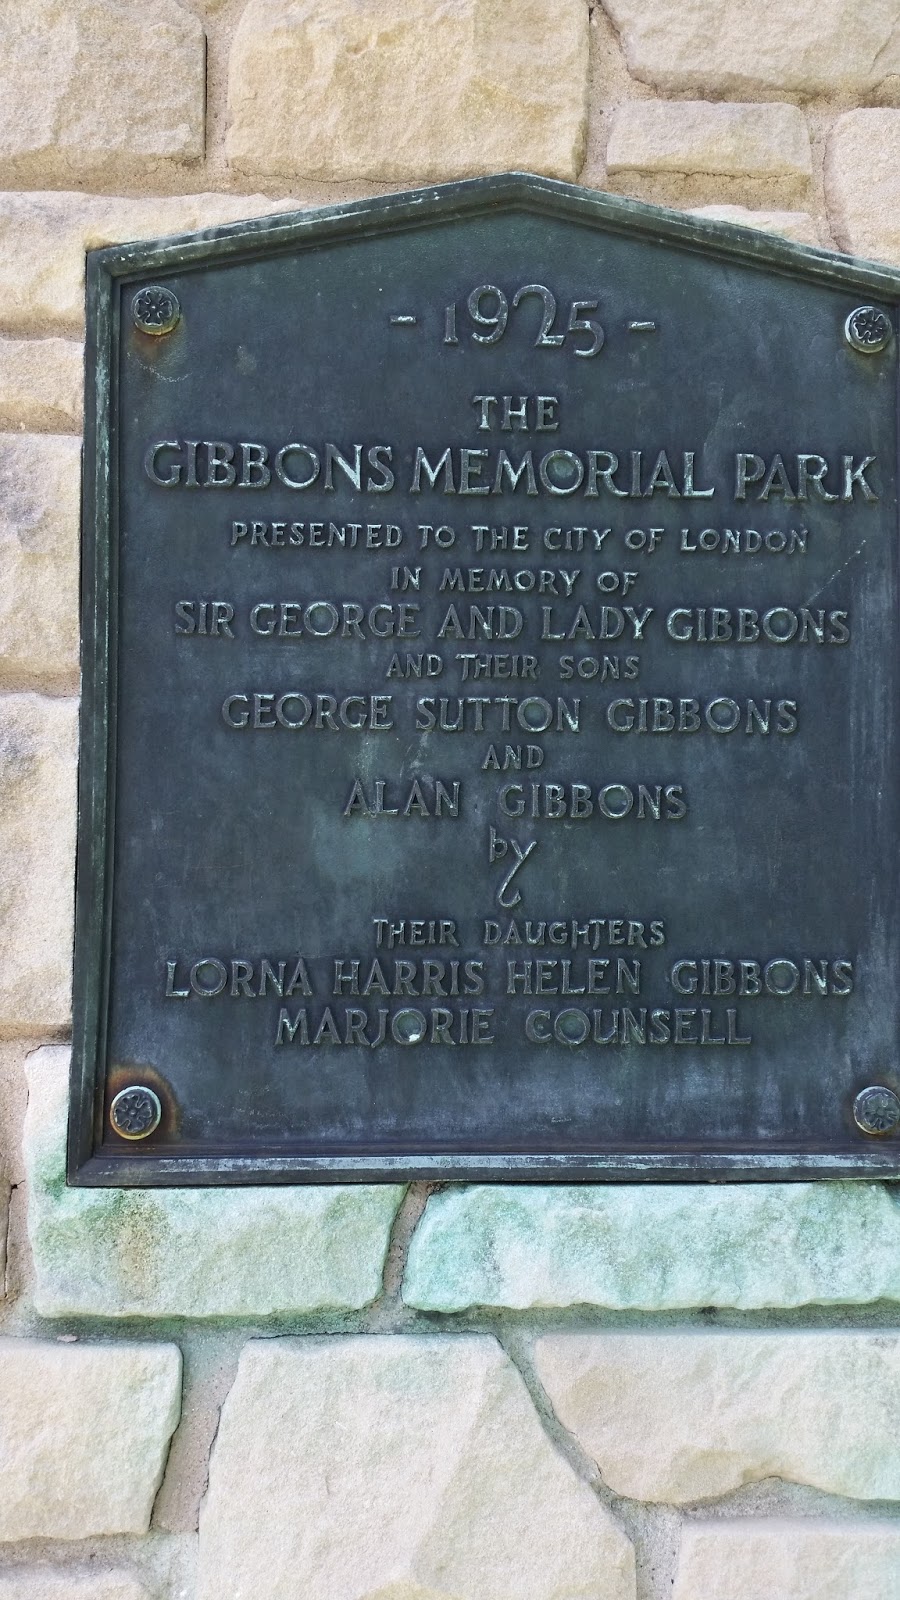 - 1925 -
THE
GIBBONS MEMORIAL PARK
PRESENTED TO THE CITY OF LONDON
IN MEMORY OF
SIR GEORGE AND LADY GIBBONS
AND THEIR SONS
GEORGE SUTTON GIBBONS
AND
ALAN GIBBONS
by
THEIR DAUGHTERS
LORNA HARRIS HELEN GIBBONS
MARJORIE COUNSELL